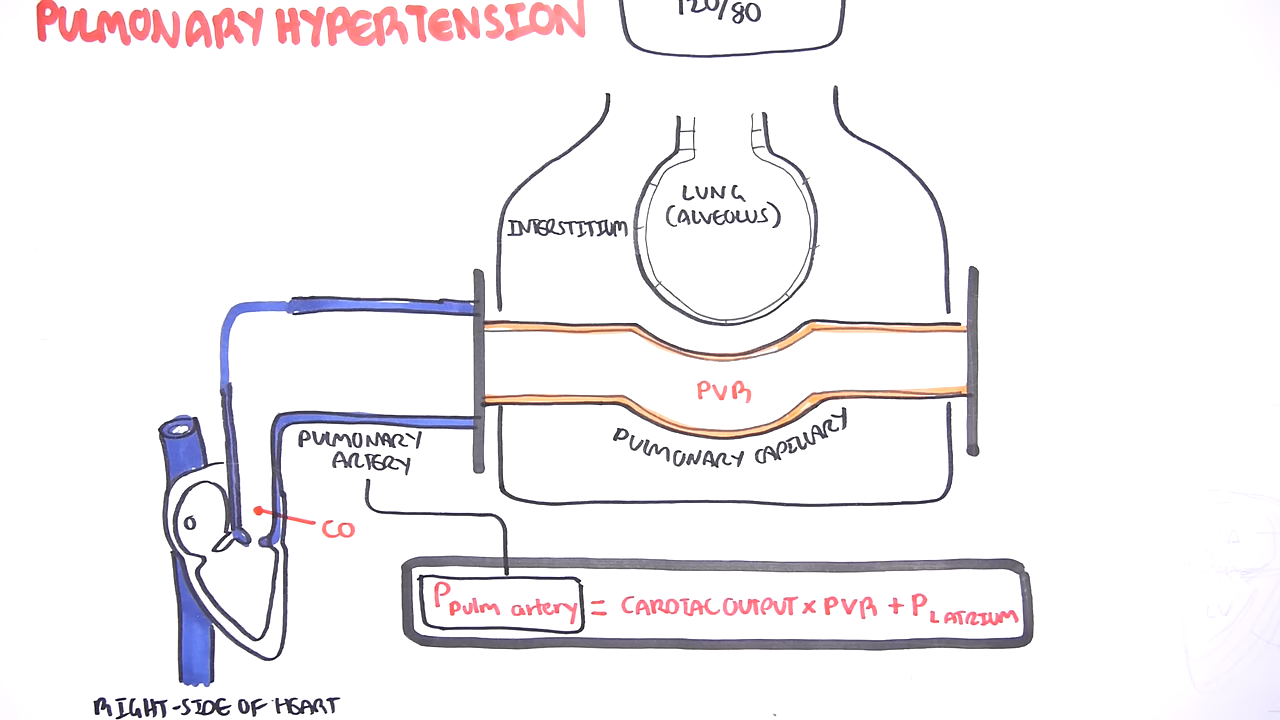 PULMONARY HYPERTENSION
120/80
LUNG
(ALVEOLUS)
INTERSTITIUM
PVR
PULMONARY CAPILLARY
PULMONARY
ARTERY
CO
P pulm artery = CARDIAC OUTPUT x PVR + P L ATRIUM
RIGHT-SIDE OF HEART